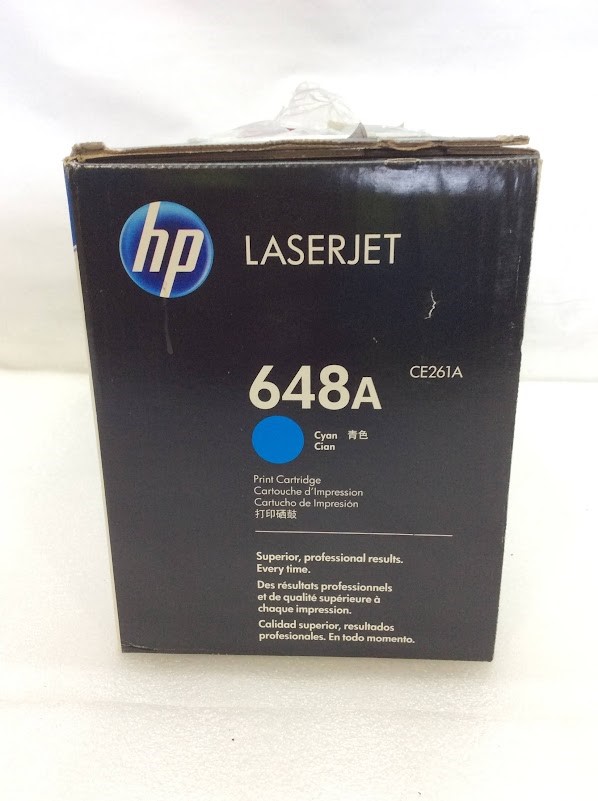 hp
LASERJET
648A
CE261A
Cyan 青色
Cian
Print Cartridge
Cartouche d'Impression
Cartucho de Impresión
打印硒鼓
Superior, professional results.
Every time.
Des résultats professionnels
et de qualité supérieure à
chaque impression.
Calidad superior, resultados
profesionales. En todo momento.